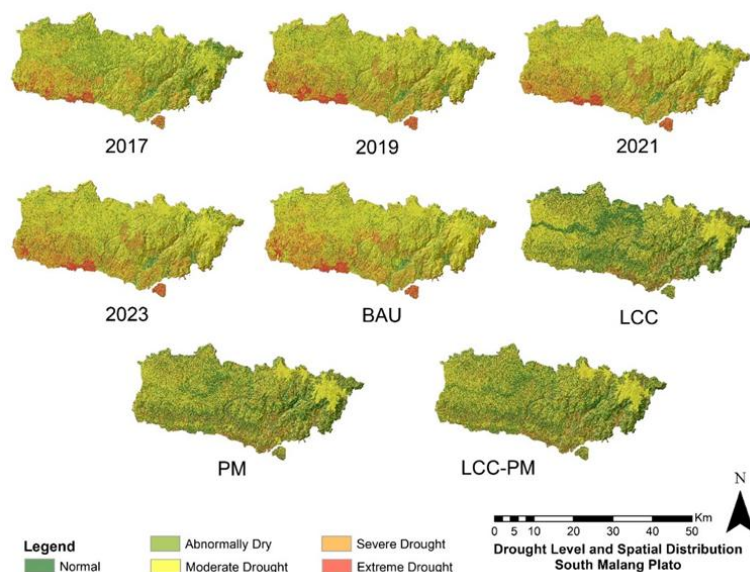 2017
2019
2021
2023
BAU
LCC
PM
LCC-PM
N
Km
0 5 10 20 30 40 50
Drought Level and Spatial Distribution
South Malang Plato
Legend
Normal
Abnormally Dry
Moderate Drought
Severe Drought
Extreme Drought